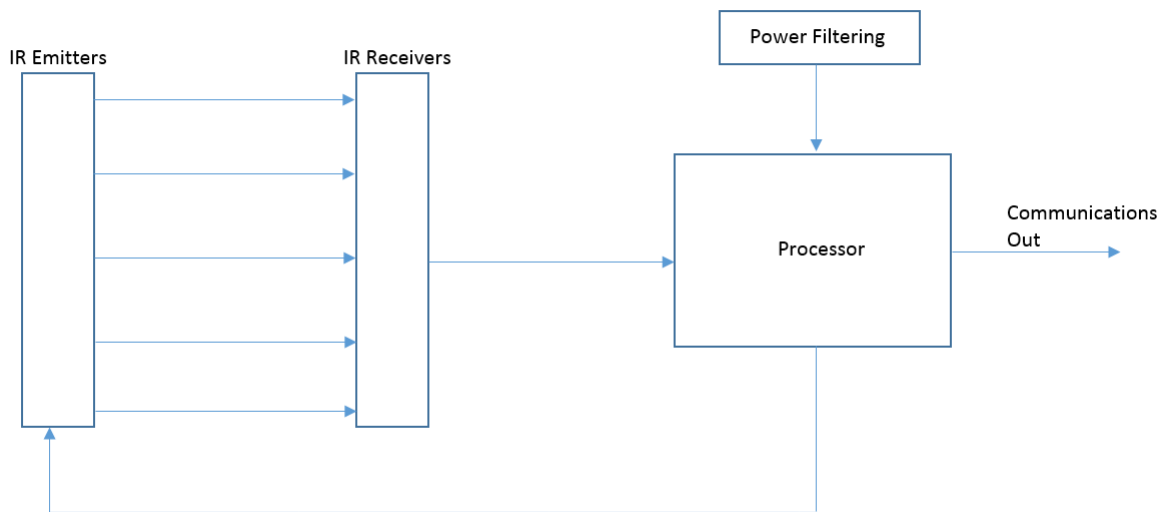 Power Filtering
IR Emitters
IR Receivers
Communications
Out
Processor